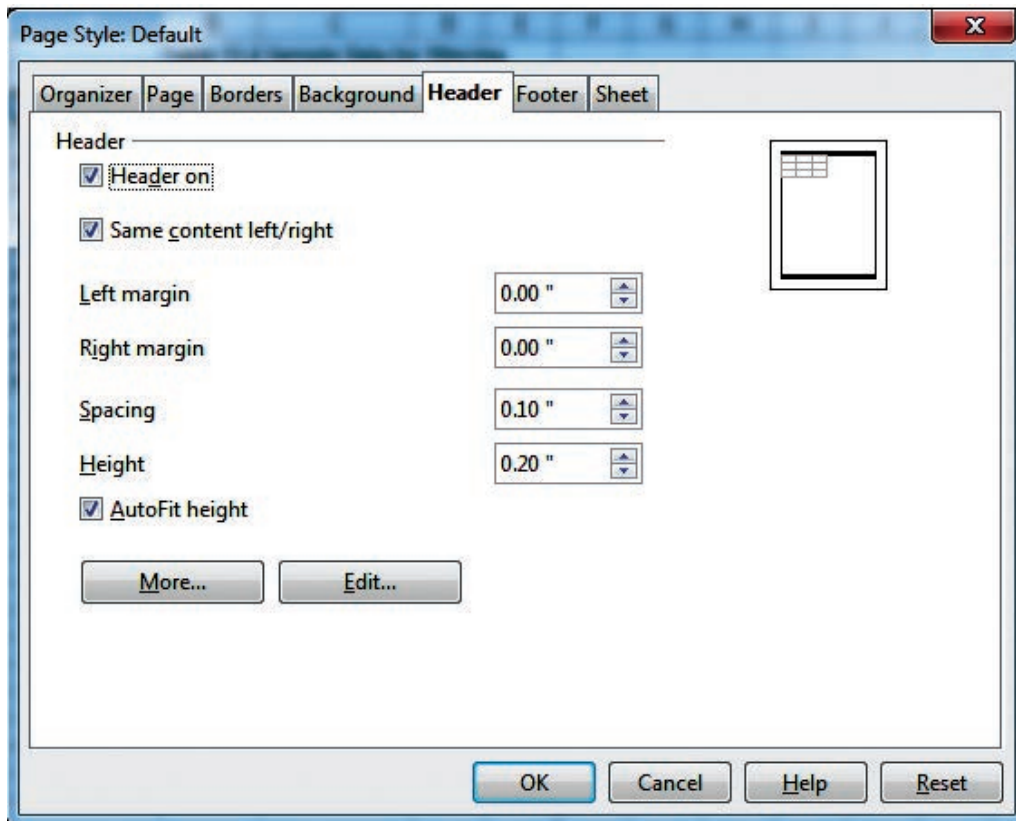 Page Style: Default
Organizer Page Borders Background Header Footer Sheet
Header
Header on
Same content left/right
Left margin 0.00 "
Right margin 0.00 "
Spacing 0.10 "
Height 0.20 "
AutoFit height
More... Edit...
OK Cancel Help Reset